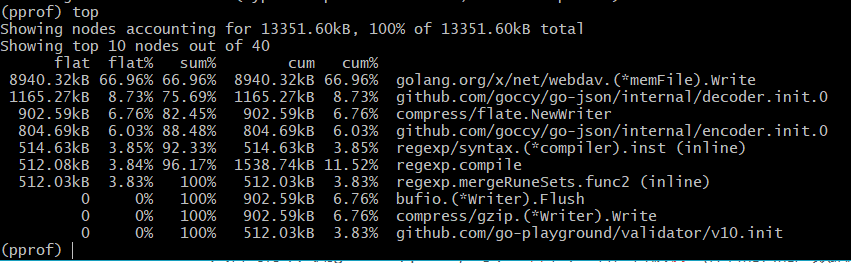 (pprof) top
Showing nodes accounting for 13351.60kB, 100% of 13351.60kB total
Showing top 10 nodes out of 40
flat flat% sum% cum cum%
8940.32kB 66.96% 66.96% 8940.32kB 66.96% golang.org/x/net/webdav.(*memFile).Write
1165.27kB 8.73% 75.69% 1165.27kB 8.73% github.com/goccy/go-json/internal/decoder.init.0
902.59kB 6.76% 82.45% 902.59kB 6.76% compress/flate.NewWriter
804.69kB 6.03% 88.48% 804.69kB 6.03% github.com/goccy/go-json/internal/encoder.init.0
514.63kB 3.85% 92.33% 514.63kB 3.85% regexp/syntax.(*compiler).inst (inline)
512.08kB 3.84% 96.17% 1538.74kB 11.52% regexp.compile
512.03kB 3.83% 100% 512.03kB 3.83% regexp.mergeRuneSets.func2 (inline)
0 0% 100% 902.59kB 6.76% bufio.(*Writer).Flush
0 0% 100% 902.59kB 6.76% compress/gzip.(*Writer).Write
0 0% 100% 512.03kB 3.83% github.com/go-playground/validator/v10.init
(pprof)